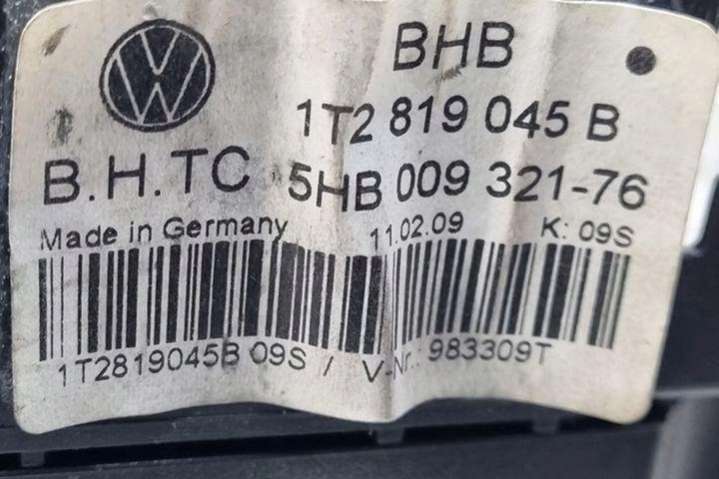 BHB
1T2 819 045 B
B.H.TC 5HB 009 321-76
Made in Germany 11.02.09 K: 09S
1T2819045B 09S / V-Nr.: 983309T